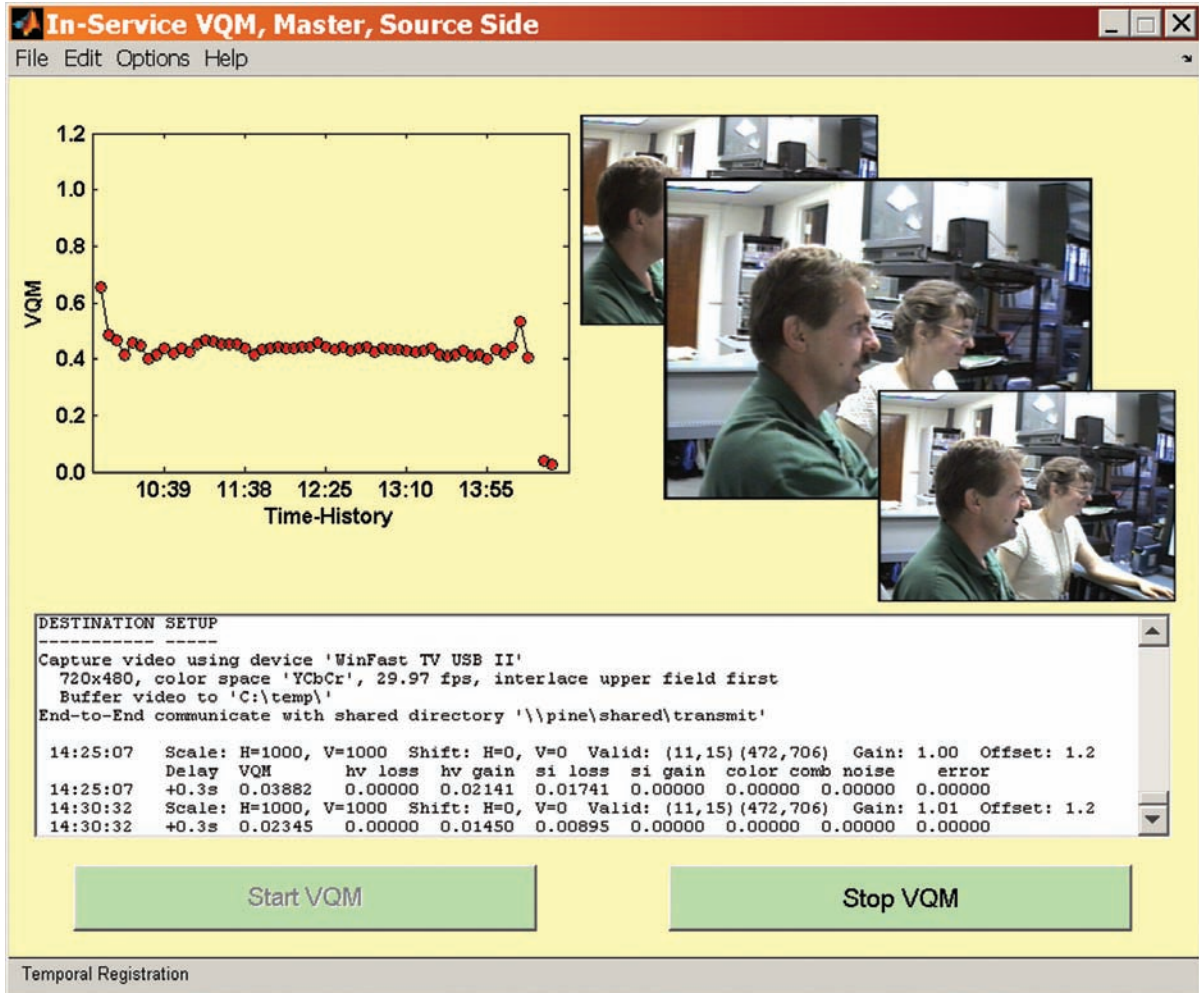 In-Service VQM, Master, Source Side
File Edit Options Help
1.2
1.0
0.8
0.6
0.4
0.2
0.0
VQM
10:39 11:38 12:25 13:10 13:55
Time-History
DESTINATION SETUP
----------- -----
Capture video using device 'WinFast TV USB II'
720x480, color space 'YCbCr', 29.97 fps, interlace upper field first
Buffer video to 'C:\temp\'
End-to-End communicate with shared directory '\\pine\shared\transmit'
14:25:07 Scale: H=1000, V=1000 Shift: H=0, V=0 Valid: (11,15)(472,706) Gain: 1.00 Offset: 1.2
Delay VQM hv loss hv gain si loss si gain color comb noise error
14:25:07 +0.3s 0.03882 0.00000 0.02141 0.01741 0.00000 0.00000 0.00000 0.00000
14:30:32 Scale: H=1000, V=1000 Shift: H=0, V=0 Valid: (11,15)(472,706) Gain: 1.01 Offset: 1.2
14:30:32 +0.3s 0.02345 0.00000 0.01450 0.00895 0.00000 0.00000 0.00000 0.00000
Start VQM
Stop VQM
Temporal Registration